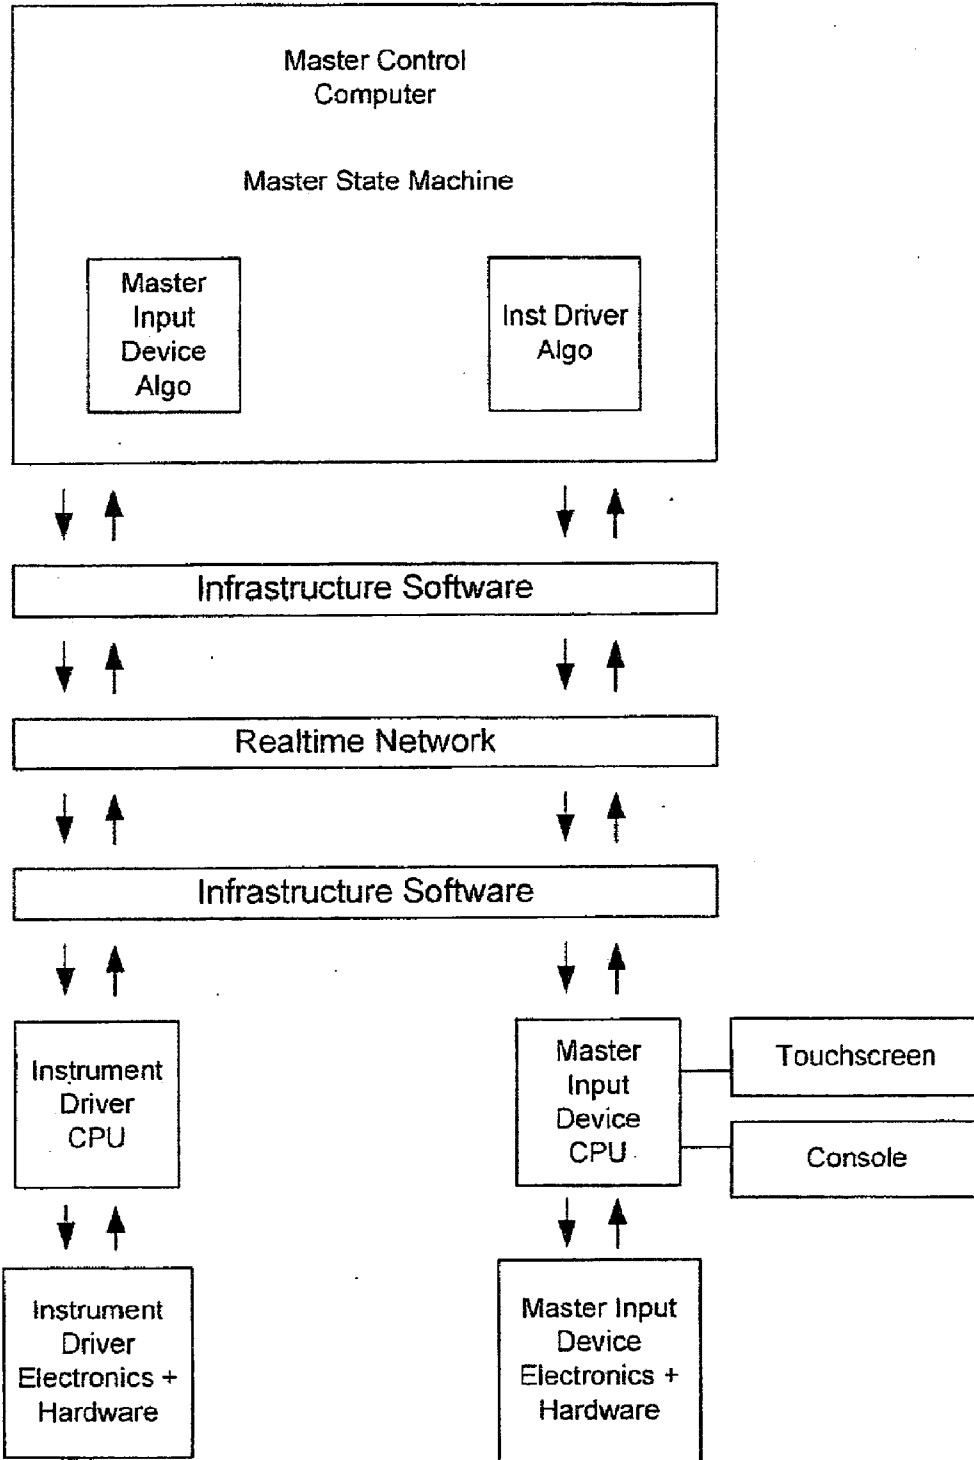 Master Control
Computer
Master State Machine
Master
Input
Device
Algo
Inst Driver
Algo
Infrastructure Software
Realtime Network
Infrastructure Software
Instrument
Driver
CPU
Master
Input
Device
CPU
Touchscreen
Console
Instrument
Driver
Electronics +
Hardware
Master Input
Device
Electronics +
Hardware